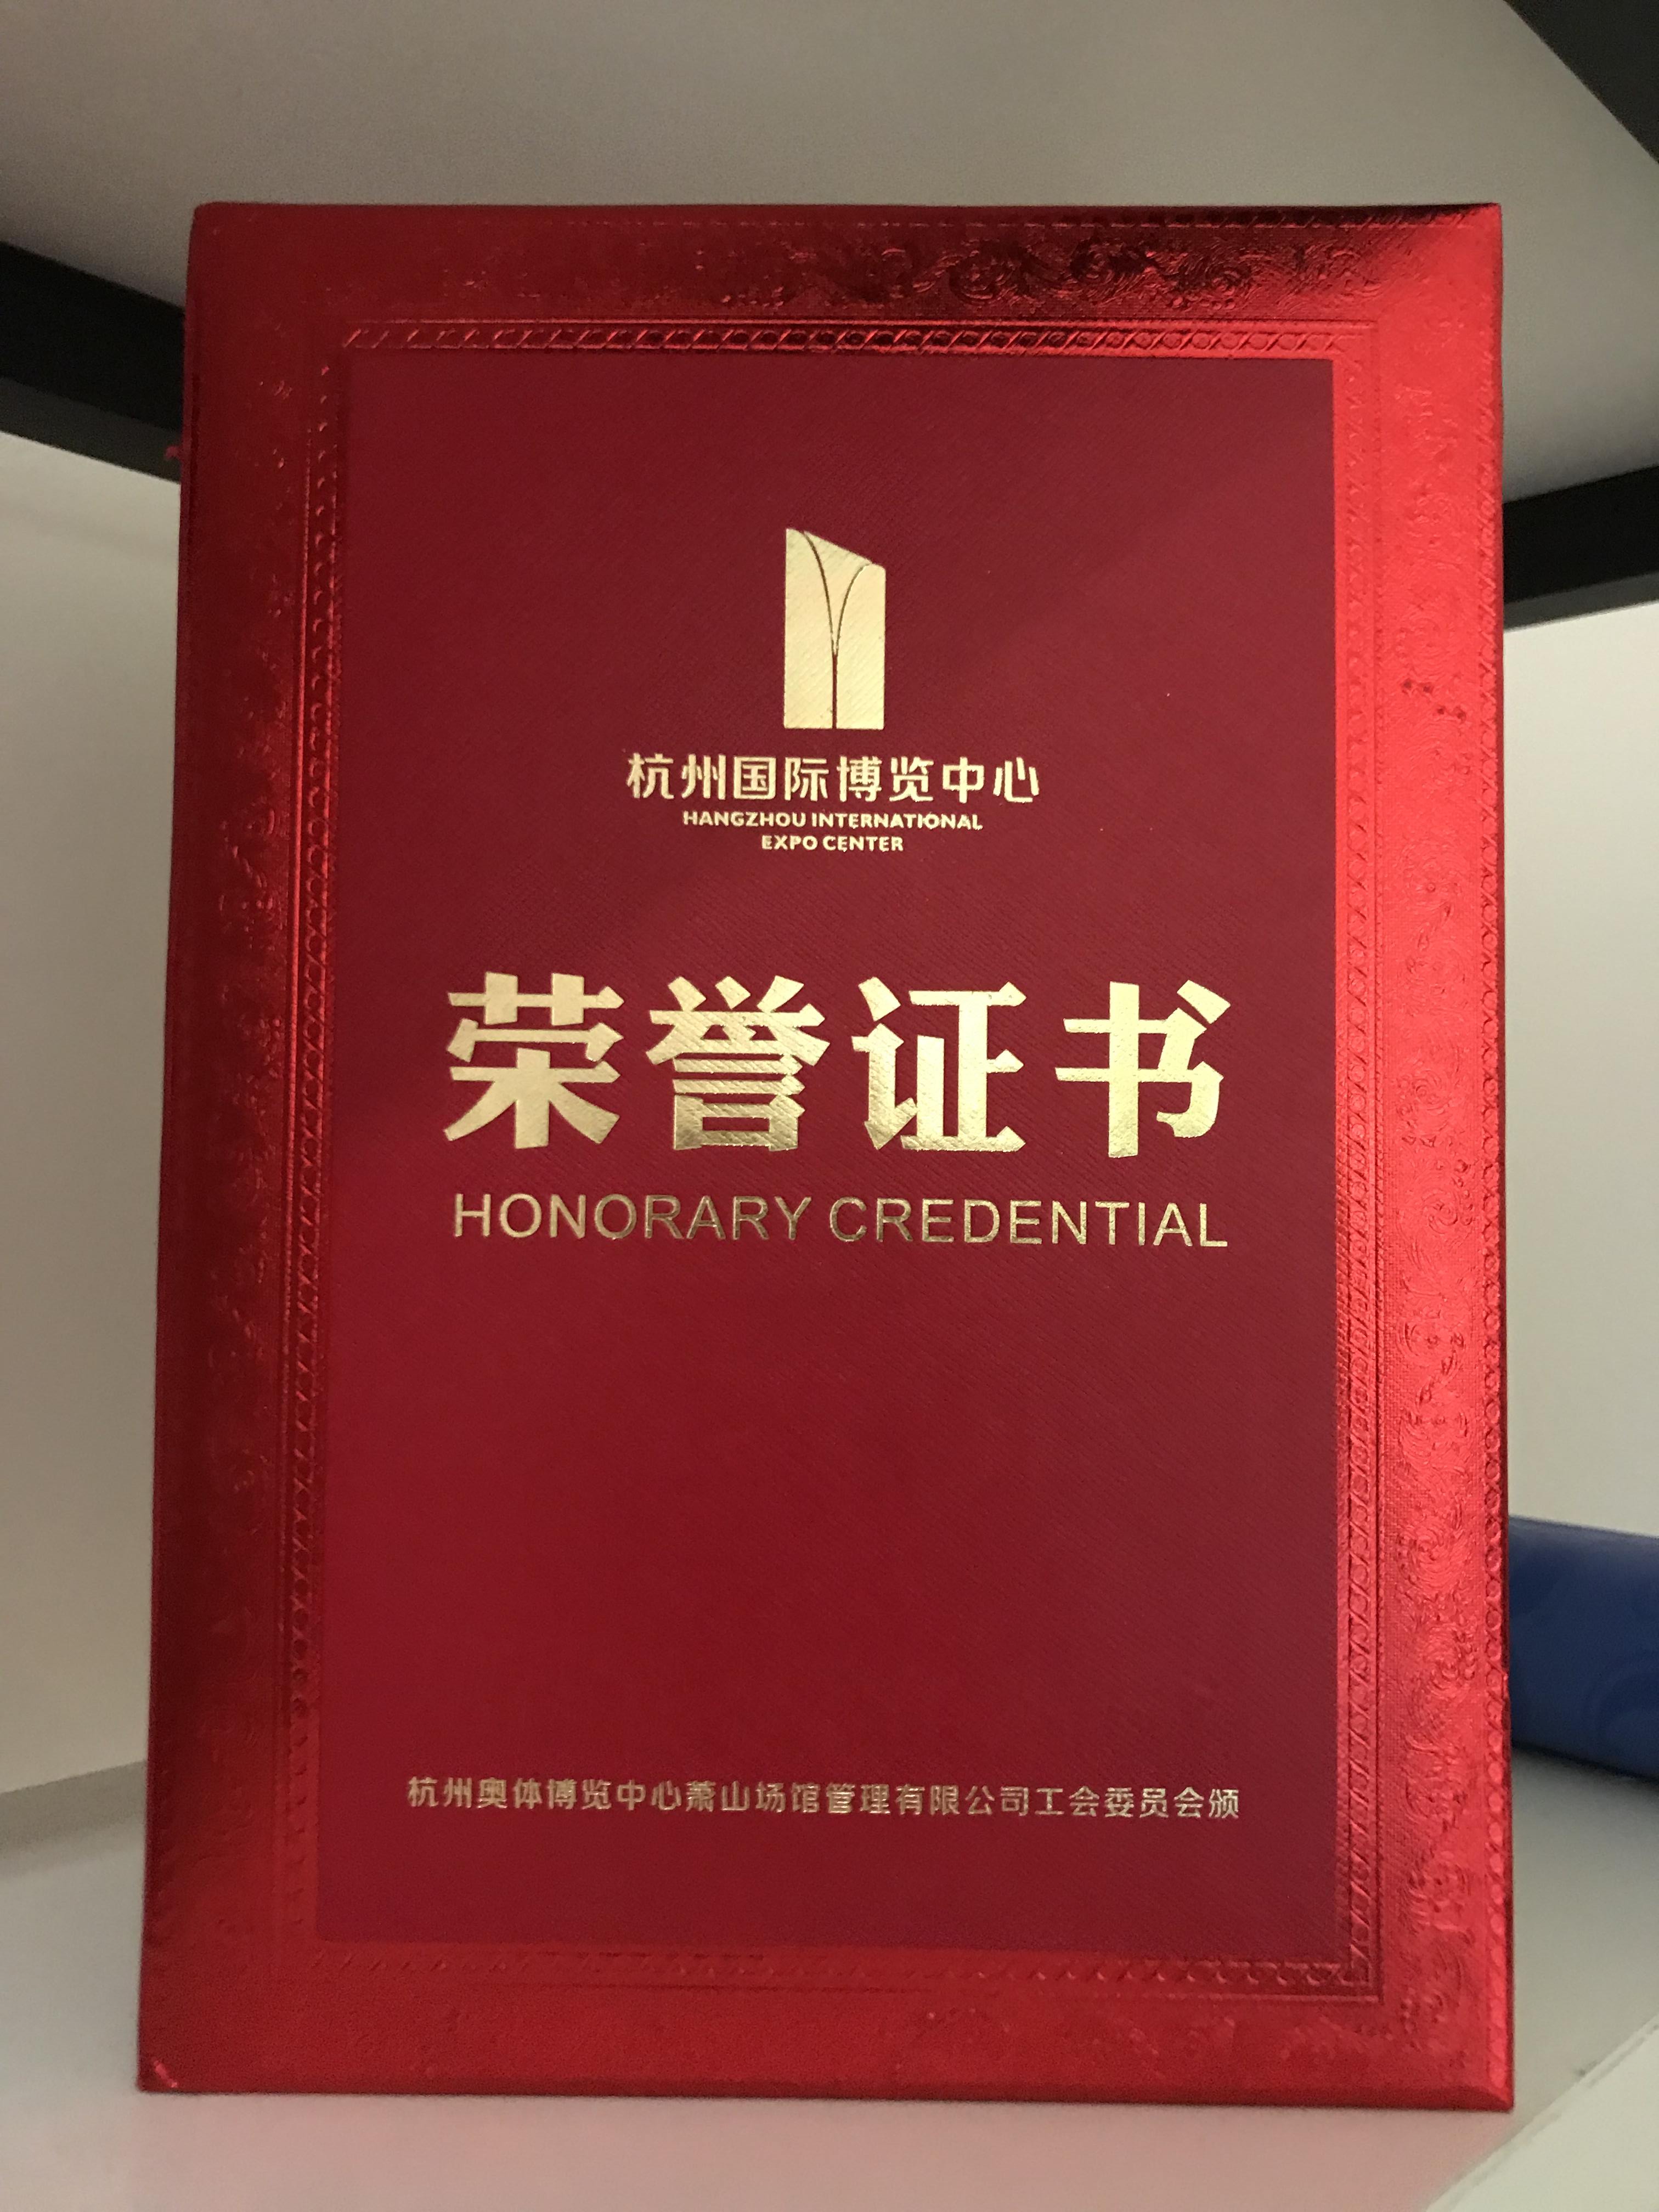 杭州国际博览中心
HANGZHOU INTERNATIONAL
EXPO CENTER
荣誉证书
HONORARY CREDENTIAL
杭州奥体博览中心萧山场馆管理有限公司工会委员会颁